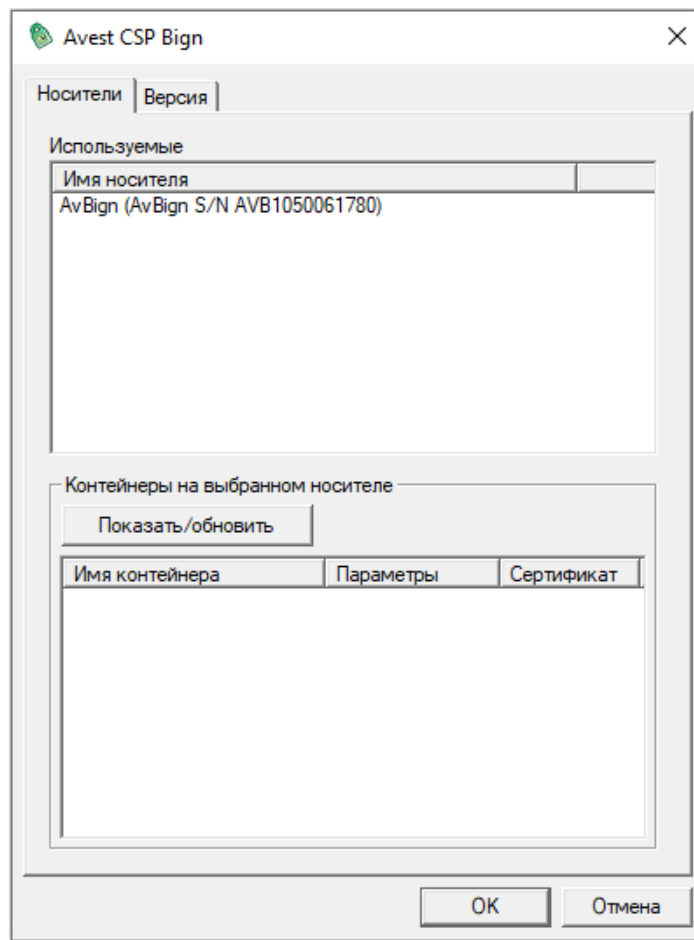 Avest CSP Bign
Носители Версия
Используемые
Имя носителя
AvBign (AvBign S/N AVB1050061780)
Контейнеры на выбранном носителе
Показать/обновить
Имя контейнера Параметры Сертификат
OK Отмена